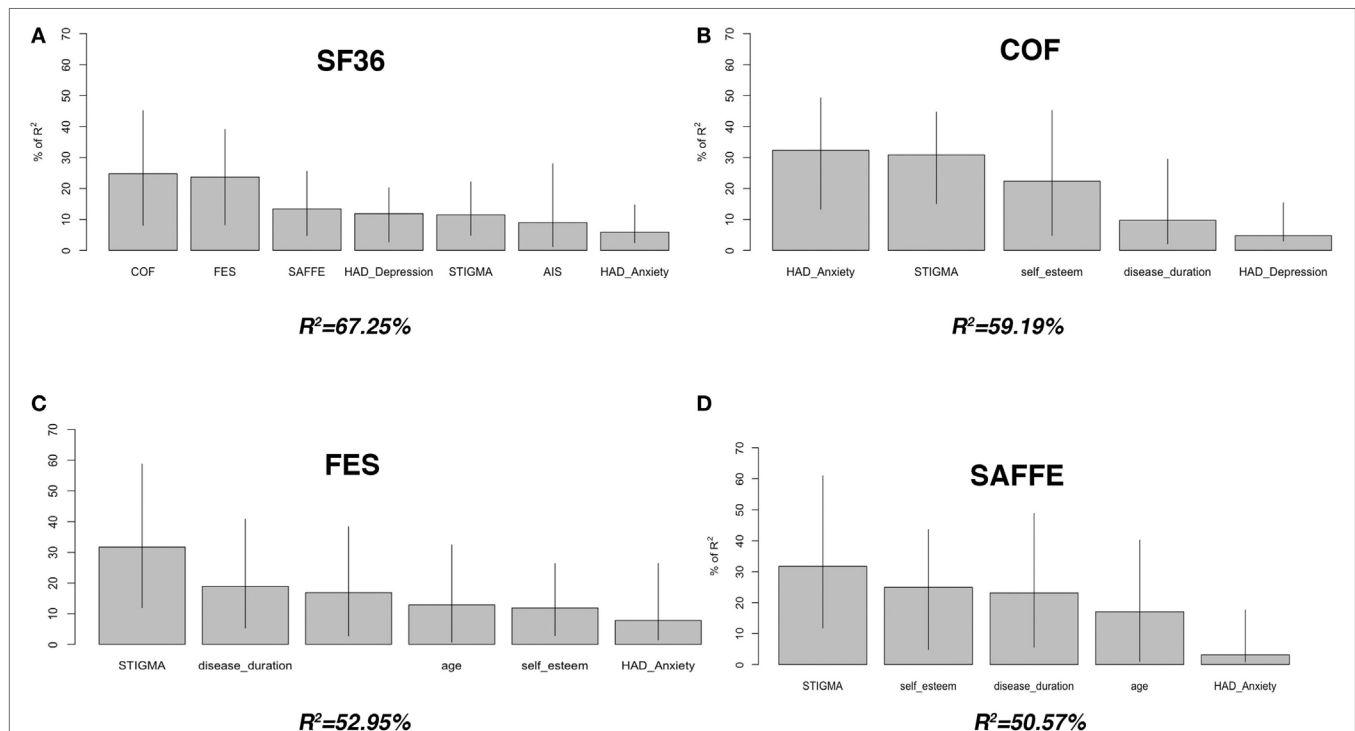 A
SF36
70
60
50
40
30
20
10
0
% of R²
COF FES SAFFE HAD_Depression STIGMA AIS HAD_Anxiety
R²=67.25%
B
COF
70
60
50
40
30
20
10
0
% of R²
HAD_Anxiety STIGMA self_esteem disease_duration HAD_Depression
R²=59.19%
C
FES
70
60
50
40
30
20
10
0
STIGMA disease_duration age self_esteem HAD_Anxiety
R²=52.95%
D
SAFFE
70
60
50
40
30
20
10
0
% of R²
STIGMA self_esteem disease_duration age HAD_Anxiety
R²=50.57%